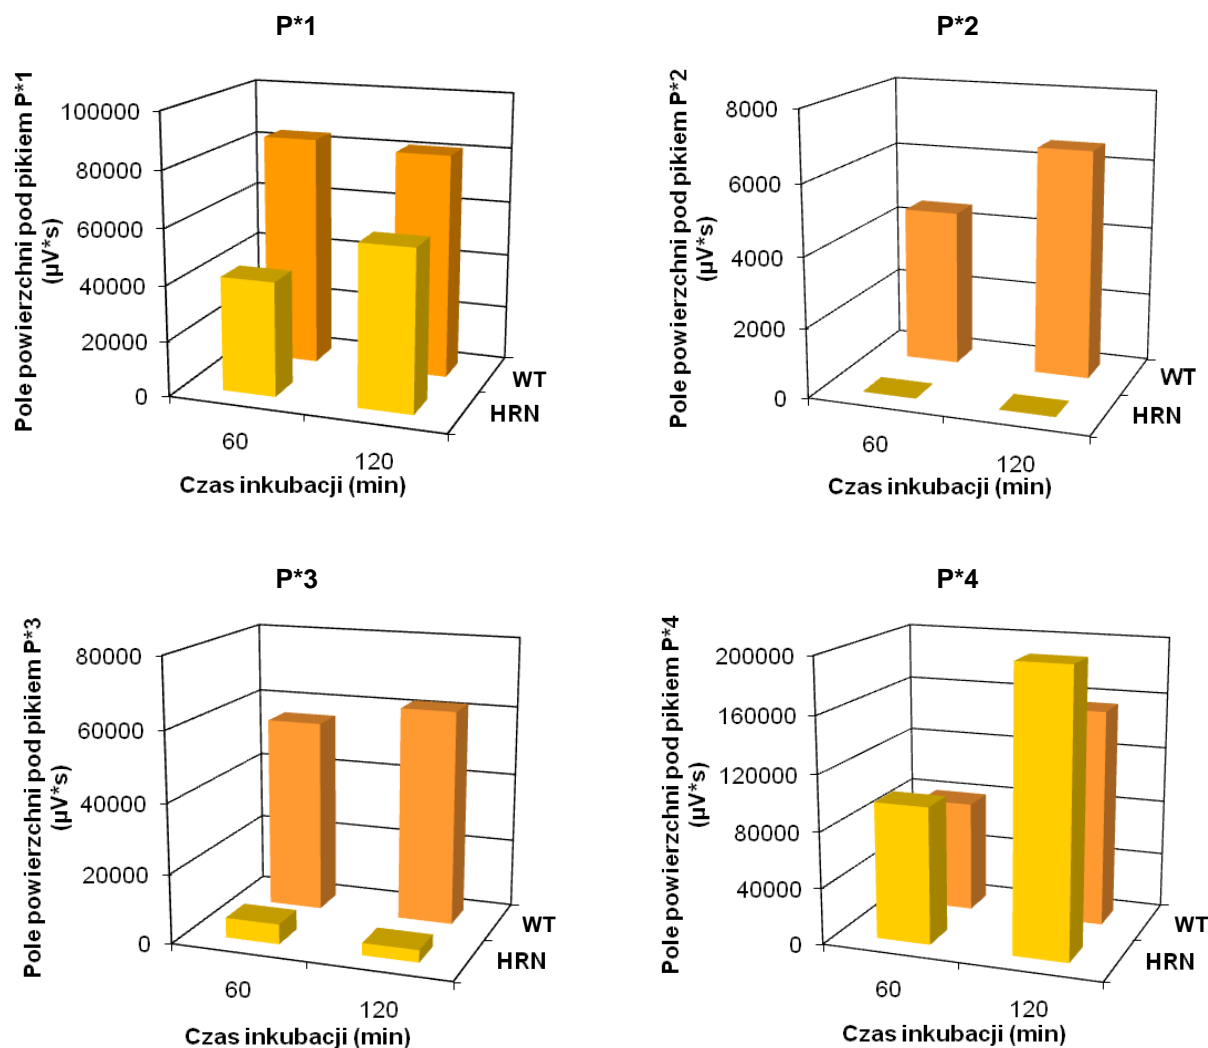 P*1
Pole powierzchni pod pikiem P*1
(µV*s)
100000
80000
60000
40000
20000
0
WT
HRN
60
120
Czas inkubacji (min)
P*2
Pole powierzchni pod pikiem P*2
(µV*s)
8000
6000
4000
2000
0
WT
HRN
60
120
Czas inkubacji (min)
P*3
Pole powierzchni pod pikiem P*3
(µV*s)
80000
60000
40000
20000
0
WT
HRN
60
120
Czas inkubacji (min)
P*4
Pole powierzchni pod pikiem P*4
(µV*s)
200000
160000
120000
80000
40000
0
WT
HRN
60
120
Czas inkubacji (min)